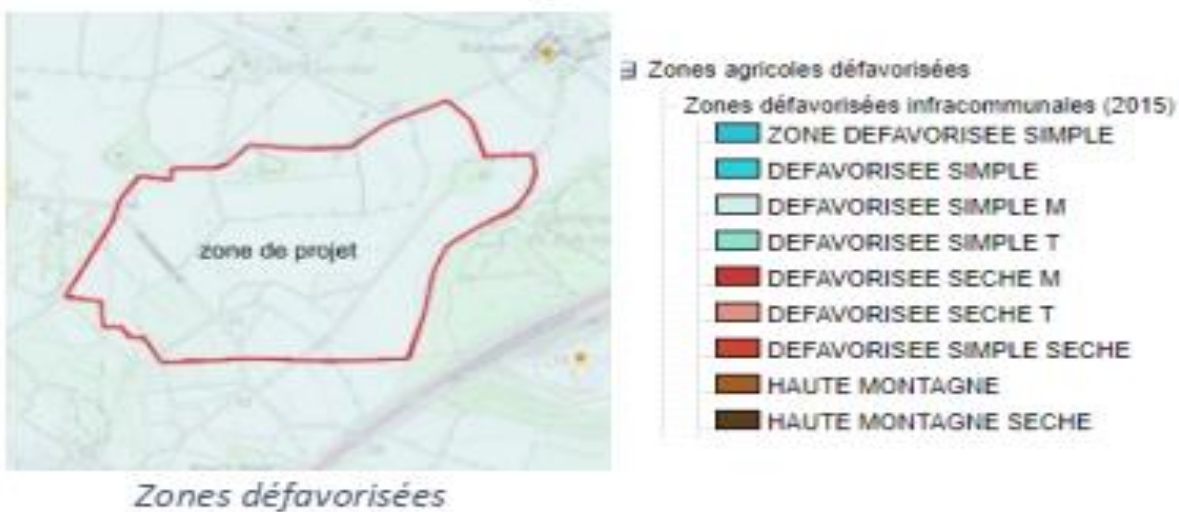 zone de projet
Zones agricoles défavorisées
Zones défavorisées infracommunales (2015)
ZONE DEFAVORISEE SIMPLE
DEFAVORISEE SIMPLE
DEFAVORISEE SIMPLE M
DEFAVORISEE SIMPLE T
DEFAVORISEE SECHE M
DEFAVORISEE SECHE T
DEFAVORISEE SIMPLE SECHE
HAUTE MONTAGNE
HAUTE MONTAGNE SECHE
Zones défavorisées